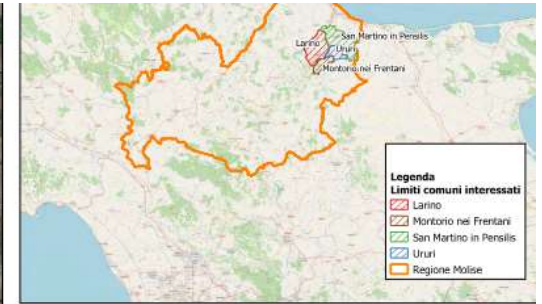 San Martino in Pensilis
Larino
Ururi
Montorio nei Frentani
Legenda
Limiti comuni interessati
Larino
Montorio nei Frentani
San Martino in Pensilis
Ururi
Regione Molise